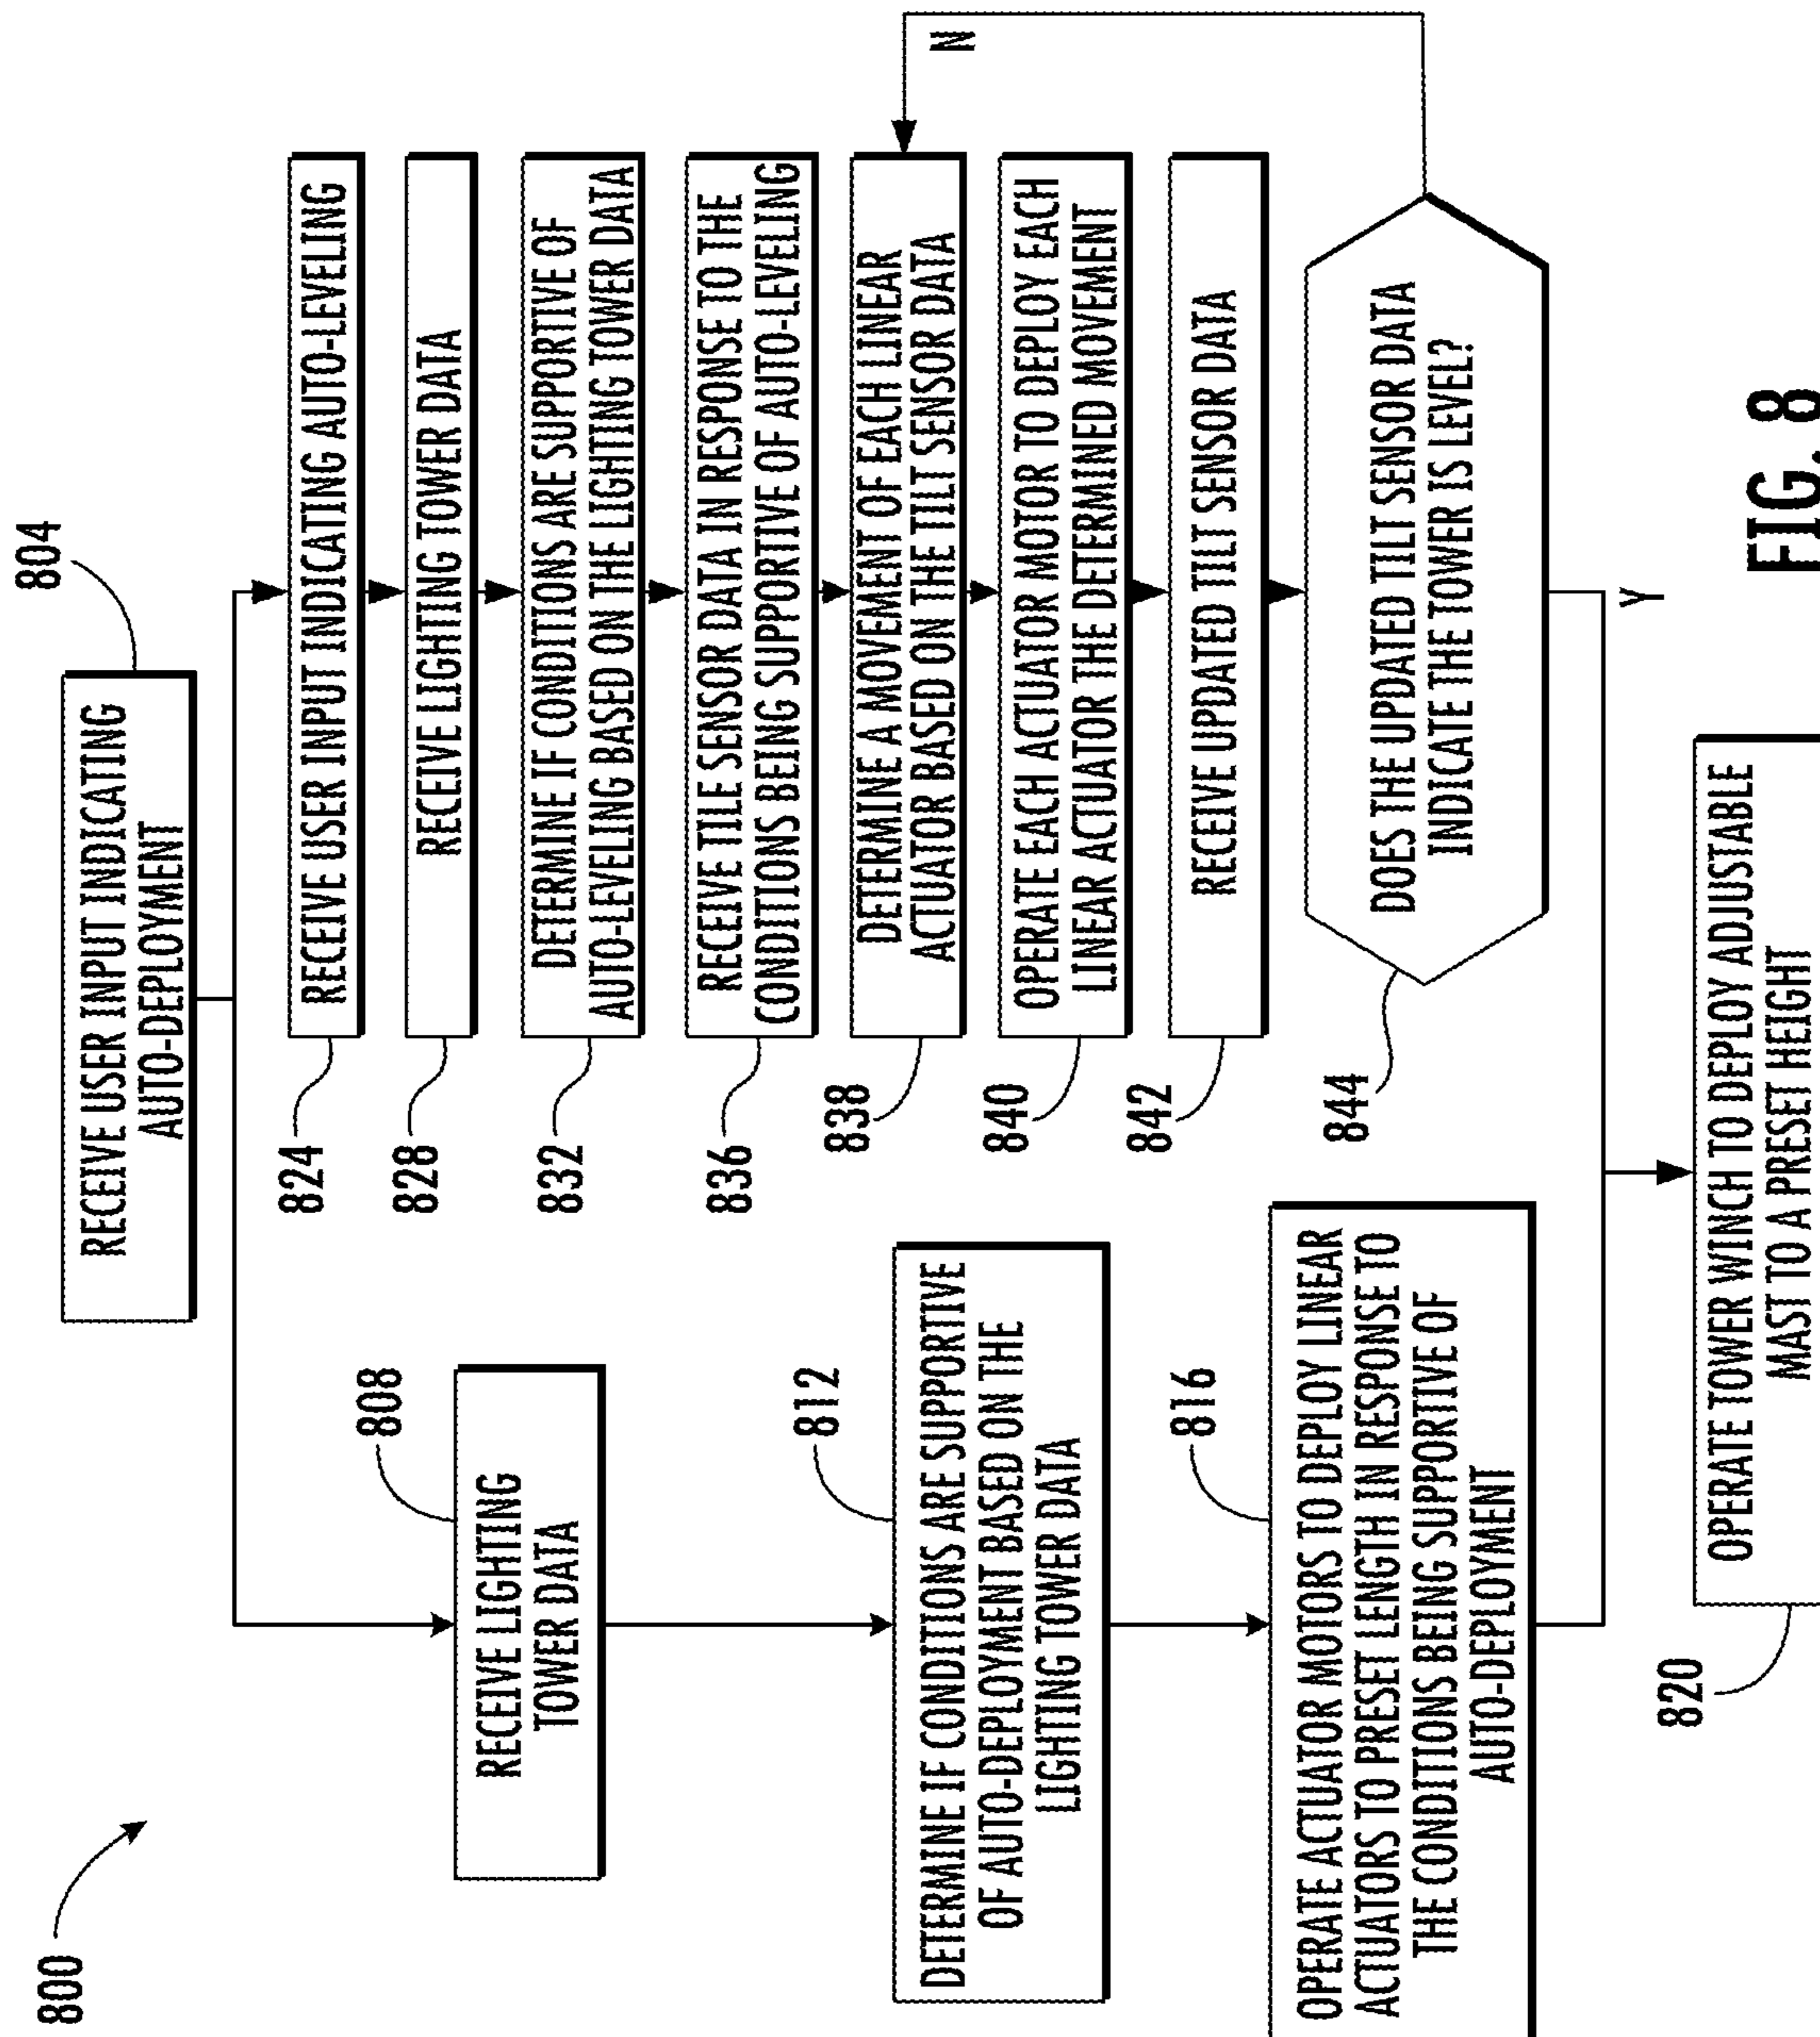 800
RECEIVE USER INPUT INDICATING
AUTO-DEPLOYMENT
804
RECEIVE LIGHTING
TOWER DATA
808
DETERMINE IF CONDITIONS ARE SUPPORTIVE
OF AUTO-DEPLOYMENT BASED ON THE
LIGHTING TOWER DATA
812
OPERATE ACTUATOR MOTORS TO DEPLOY LINEAR
ACTUATORS TO PRESET LENGTH IN RESPONSE TO
THE CONDITIONS BEING SUPPORTIVE OF
AUTO-DEPLOYMENT
816
824
RECEIVE USER INPUT INDICATING AUTO-LEVELING
828
RECEIVE LIGHTING TOWER DATA
832
DETERMINE IF CONDITIONS ARE SUPPORTIVE OF
AUTO-LEVELING BASED ON THE LIGHTING TOWER DATA
836
RECEIVE TILE SENSOR DATA IN RESPONSE TO THE
CONDITIONS BEING SUPPORTIVE OF AUTO-LEVELING
838
DETERMINE A MOVEMENT OF EACH LINEAR
ACTUATOR BASED ON THE TILT SENSOR DATA
840
OPERATE EACH ACTUATOR MOTOR TO DEPLOY EACH
LINEAR ACTUATOR THE DETERMINED MOVEMENT
842
RECEIVE UPDATED TILT SENSOR DATA
844
DOES THE UPDATED TILT SENSOR DATA
INDICATE THE TOWER IS LEVEL?
N
Y
820
OPERATE TOWER WINCH TO DEPLOY ADJUSTABLE
MAST TO A PRESET HEIGHT
FIG. 8